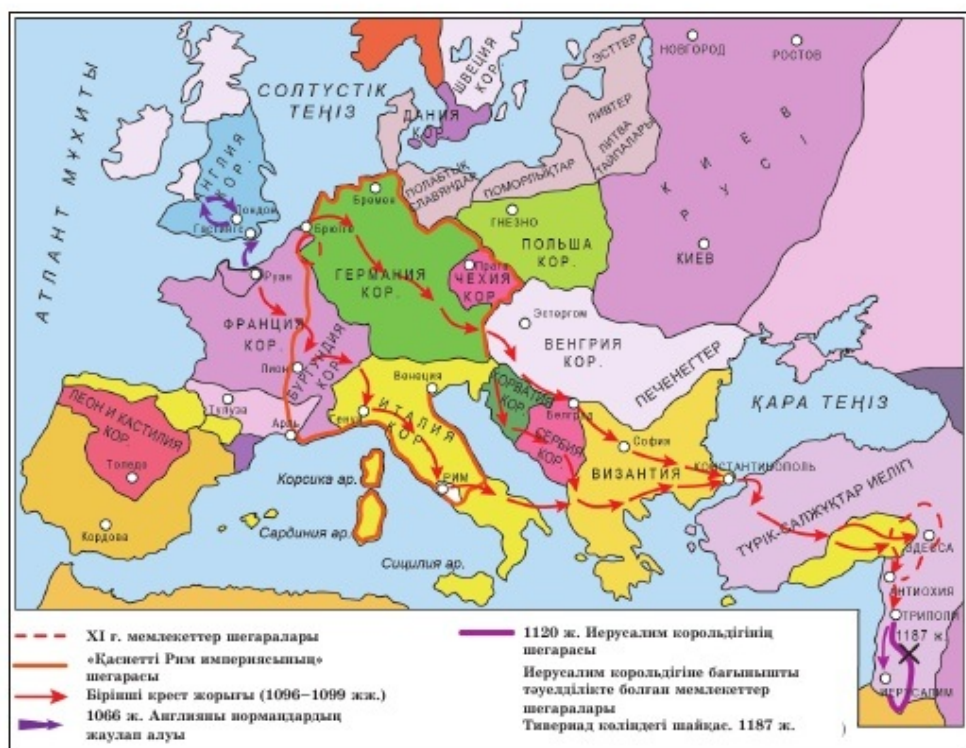 АТЛАНТ МҰХИТЫ
СОЛТҮСТІК
ТЕҢІЗ
ШВЕЦИЯ
КОР.
ДАНИЯ
КОР.
ЭСТТЕР
ЛИВТЕР
ЛИТВА
ТАЙПАЛАРЫ
НОВГОРОД
РОСТОВ
КИЕВ
РУСІ
КИЕВ
АНГЛИЯ
КОР.
Лондон
Гастингс
ПОЛАБТЫҚ
СЛАВЯНДАР
ПОМОРЛЫҚТАР
Бремен
Брюгге
ГНЕЗНО
ПОЛЬША
КОР.
Руан
ГЕРМАНИЯ
КОР.
Прага
ЧЕХИЯ
КОР.
ФРАНЦИЯ
КОР.
Эстергом
ВЕНГРИЯ
КОР.
ПЕЧЕНЕГТЕР
Лион
БУРГУНДИЯ
КОР.
Венеция
Генуя
ИТАЛИЯ
КОР.
ХОРВАТИЯ
КОР.
Белград
СЕРБИЯ
КОР.
ҚАРА ТЕҢІЗ
ЛЕОН И КАСТИЛИЯ
КОР.
Толедо
Тулуза
Арль
София
ВИЗАНТИЯ
КОНСТАНТИНОПОЛЬ
Корсика ар.
РИМ
Кордова
Сардиния ар.
Сицилия ар.
ТҮРІК-САЛЖҰҚТАР ИЕЛІГІ
ЭДЕССА
АНТИОХИЯ
ТРИПОЛИ
1187 ж.
ИЕРУСАЛИМ
XI ғ. мемлекеттер шегаралары
«Қасиетті Рим империясының»
шегарасы
Бірінші крест жорығы (1096–1099 жж.)
1066 ж. Англияны нормандардың
жаулап алуы
1120 ж. Иерусалим корольдігінің
шегарасы
Иерусалим корольдігіне бағынышты
тәуелділікте болған мемлекеттер
шегаралары
Тивериад көліндегі шайқас. 1187 ж.
)